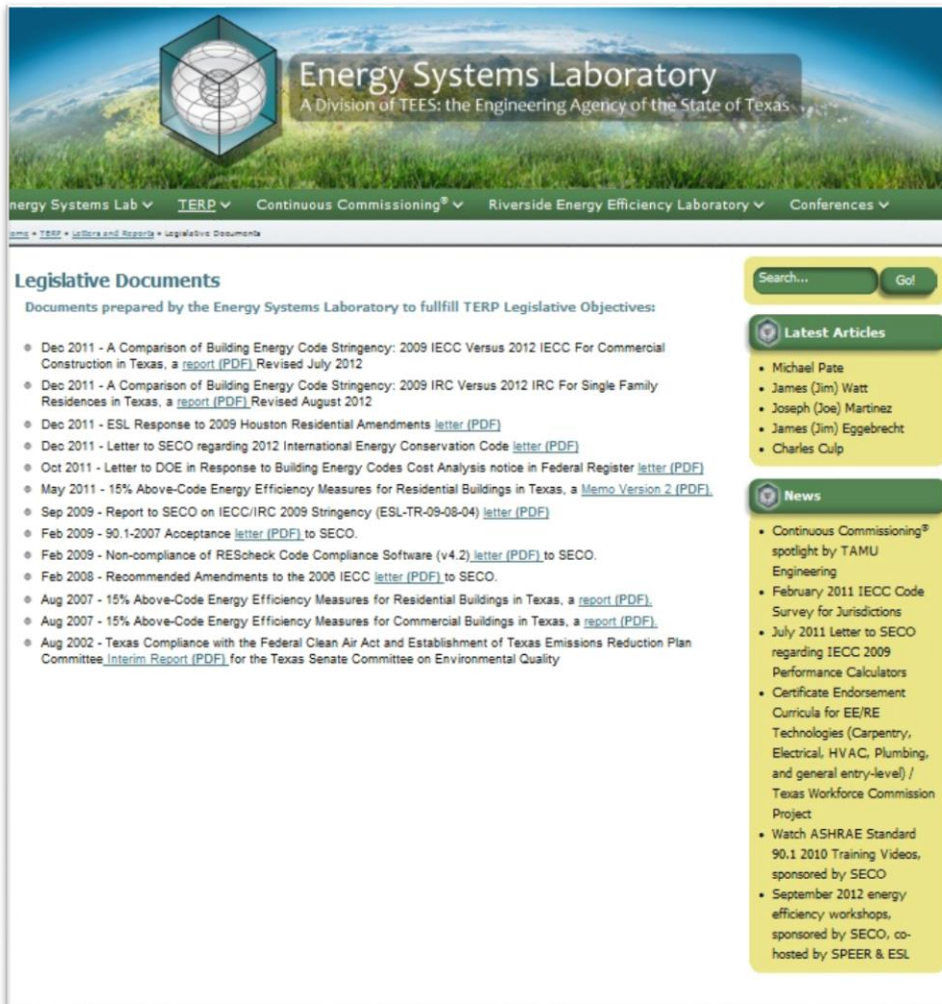 Energy Systems Laboratory
A Division of TEES: the Engineering Agency of the State of Texas
nergy Systems Lab TERP Continuous Commissioning® Riverside Energy Efficiency Laboratory Conferences
ome • TERP • Letters and Reports • Legislative Documents
Legislative Documents
Documents prepared by the Energy Systems Laboratory to fullfill TERP Legislative Objectives:
Dec 2011 - A Comparison of Building Energy Code Stringency: 2009 IECC Versus 2012 IECC For Commercial
Construction in Texas, a report (PDF) Revised July 2012
Dec 2011 - A Comparison of Building Energy Code Stringency: 2009 IRC Versus 2012 IRC For Single Family
Residences in Texas, a report (PDF) Revised August 2012
Dec 2011 - ESL Response to 2009 Houston Residential Amendments letter (PDF)
Dec 2011 - Letter to SECO regarding 2012 International Energy Conservation Code letter (PDF)
Oct 2011 - Letter to DOE in Response to Building Energy Codes Cost Analysis notice in Federal Register letter (PDF)
May 2011 - 15% Above-Code Energy Efficiency Measures for Residential Buildings in Texas, a Memo Version 2 (PDF).
Sep 2009 - Report to SECO on IECC/IRC 2009 Stringency (ESL-TR-09-08-04) letter (PDF)
Feb 2009 - 90.1-2007 Acceptance letter (PDF) to SECO.
Feb 2009 - Non-compliance of REScheck Code Compliance Software (v4.2) letter (PDF) to SECO.
Feb 2008 - Recommended Amendments to the 2006 IECC letter (PDF) to SECO.
Aug 2007 - 15% Above-Code Energy Efficiency Measures for Residential Buildings in Texas, a report (PDF).
Aug 2007 - 15% Above-Code Energy Efficiency Measures for Commercial Buildings in Texas, a report (PDF).
Aug 2002 - Texas Compliance with the Federal Clean Air Act and Establishment of Texas Emissions Reduction Plan
Committee Interim Report (PDF) for the Texas Senate Committee on Environmental Quality
Search... Go!
Latest Articles
Michael Pate
James (Jim) Watt
Joseph (Joe) Martinez
James (Jim) Eggebrecht
Charles Culp
News
Continuous Commissioning®
spotlight by TAMU
Engineering
February 2011 IECC Code
Survey for Jurisdictions
July 2011 Letter to SECO
regarding IECC 2009
Performance Calculators
Certificate Endorsement
Curricula for EE/RE
Technologies (Carpentry,
Electrical, HVAC, Plumbing,
and general entry-level) /
Texas Workforce Commission
Project
Watch ASHRAE Standard
90.1 2010 Training Videos,
sponsored by SECO
September 2012 energy
efficiency workshops,
sponsored by SECO, co-
hosted by SPEER & ESL